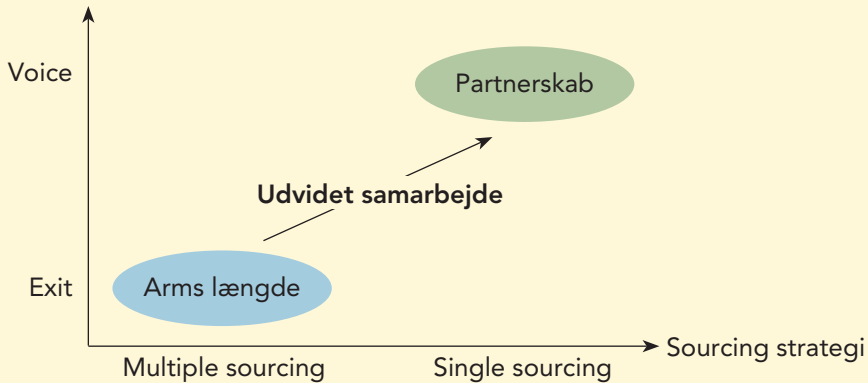 Voice
Partnerskab
Udvidet samarbejde
Exit
Arms længde
Sourcing strategi
Multiple sourcing
Single sourcing